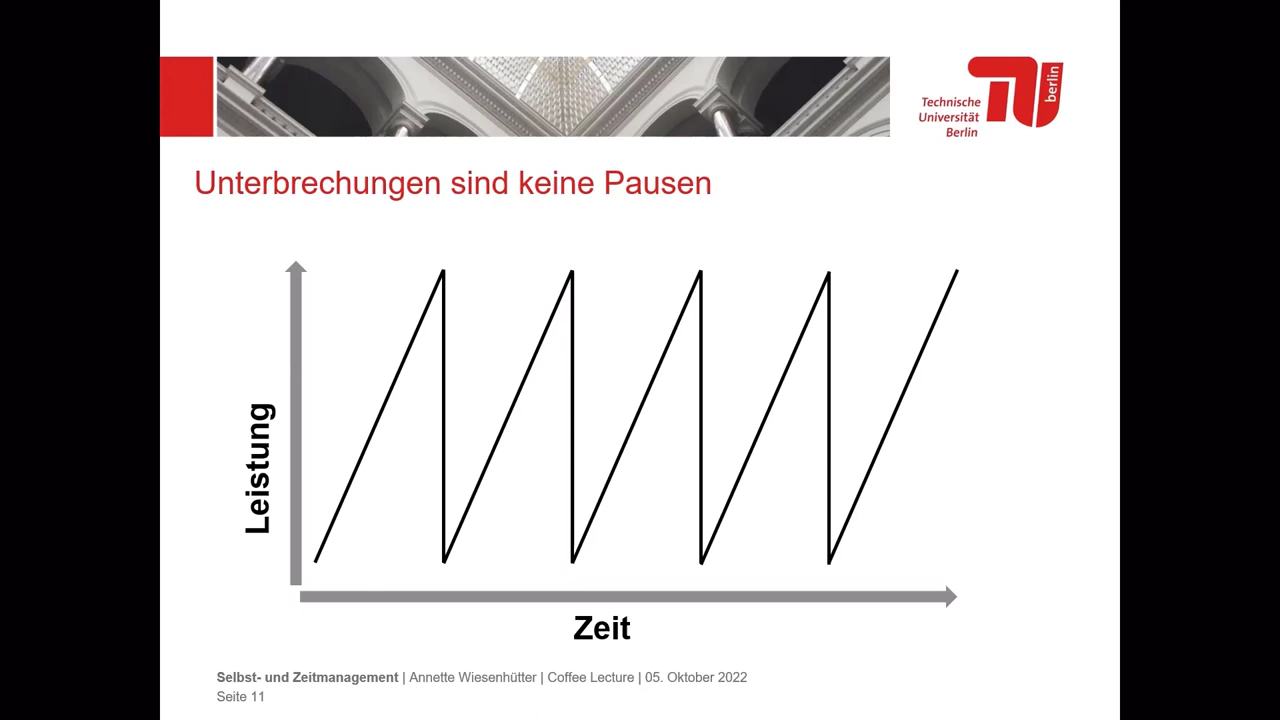 berlin
Technische
Universität
Berlin
Unterbrechungen sind keine Pausen
Leistung
Zeit
Selbst- und Zeitmanagement | Annette Wiesenhütter | Coffee Lecture | 05. Oktober 2022
Seite 11